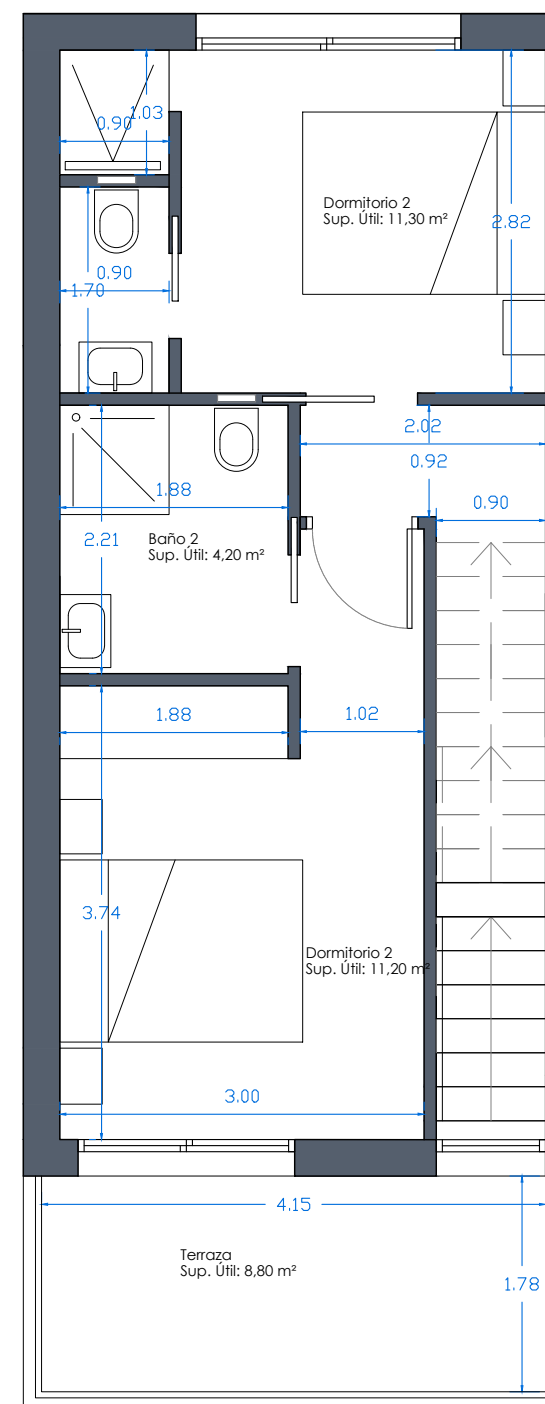 1.03
0.90
Dormitorio 2
Sup. Útil: 11,30 m²
2.82
0.90
1.70
2.02
0.92
1.88
0.90
2.21
Baño 2
Sup. Útil: 4,20 m²
1.88
1.02
3.74
Dormitorio 2
Sup. Útil: 11,20 m²
3.00
4.15
Terraza
Sup. Útil: 8,80 m²
1.78